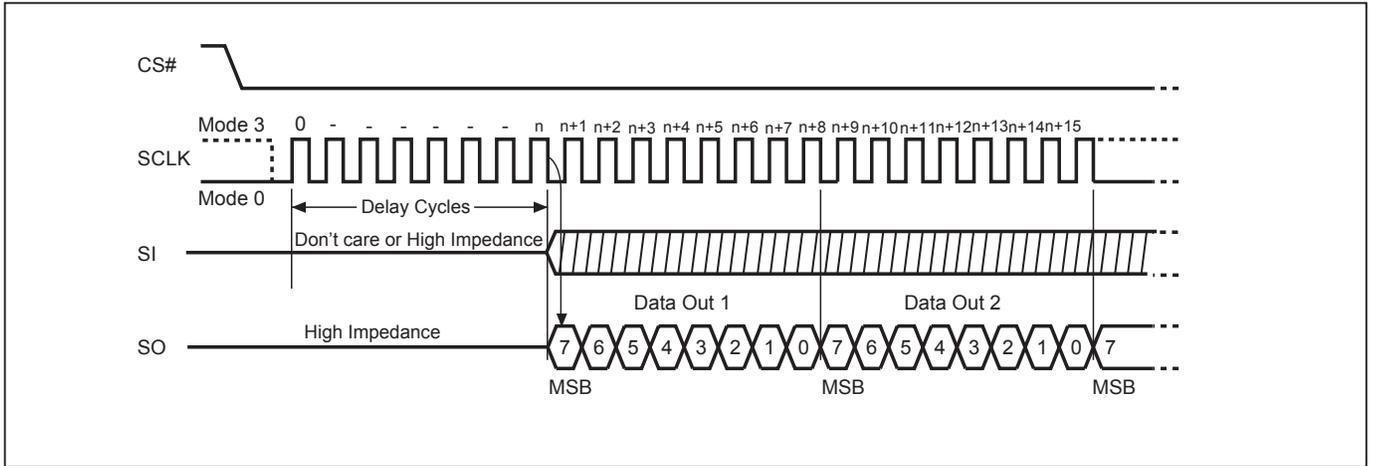 CS#
Mode 3 0 - - - - - - n n+1 n+2 n+3 n+4 n+5 n+6 n+7 n+8 n+9 n+10 n+11 n+12 n+13 n+14 n+15
SCLK
Mode 0
Delay Cycles
Don't care or High Impedance
SI
Data Out 1 Data Out 2
High Impedance
SO 7 6 5 4 3 2 1 0 7 6 5 4 3 2 1 0 7
MSB MSB MSB